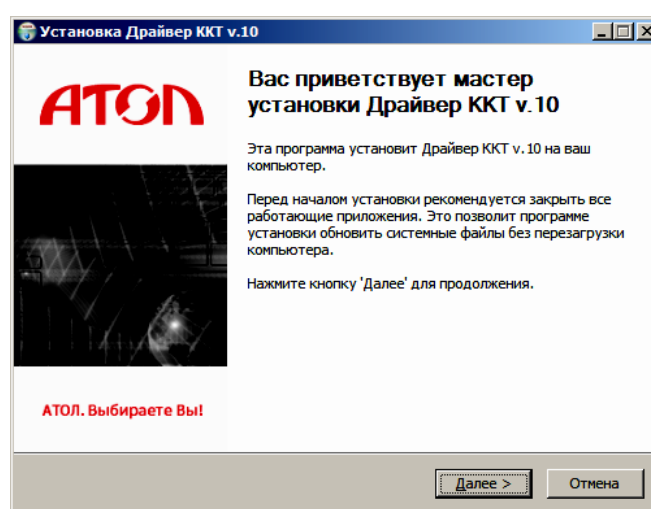 Установка Драйвер ККТ v.10
АТОЛ
Вас приветствует мастер
установки Драйвер ККТ v.10
Эта программа установит Драйвер ККТ v.10 на ваш
компьютер.
Перед началом установки рекомендуется закрыть все
работающие приложения. Это позволит программе
установки обновить системные файлы без перезагрузки
компьютера.
Нажмите кнопку 'Далее' для продолжения.
АТОЛ. Выбираете Вы!
Далее >
Отмена